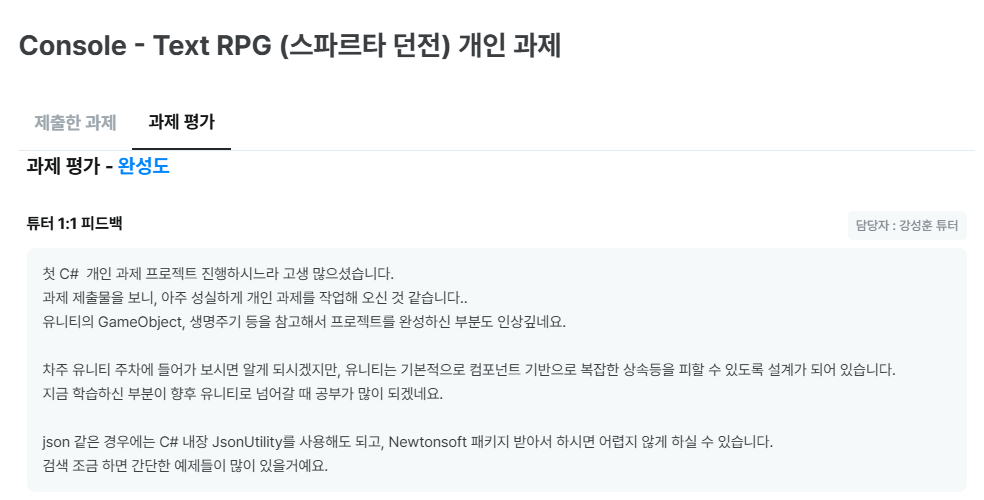 Console - Text RPG (스파르타 던전) 개인 과제
제출한 과제 과제 평가
과제 평가 - 완성도
튜터 1:1 피드백 담당자 : 강성훈 튜터
첫 C#  개인 과제 프로젝트 진행하시느라 고생 많으셨습니다.
과제 제출물을 보니, 아주 성실하게 개인 과제를 작업해 오신 것 같습니다..
유니티의 GameObject, 생명주기 등을 참고해서 프로젝트를 완성하신 부분도 인상깊네요.
차주 유니티 주차에 들어가 보시면 알게 되시겠지만, 유니티는 기본적으로 컴포넌트 기반으로 복잡한 상속등을 피할 수 있도록 설계가 되어 있습니다.
지금 학습하신 부분이 향후 유니티로 넘어갈 때 공부가 많이 되겠네요.
json 같은 경우에는 C# 내장 JsonUtility를 사용해도 되고, Newtonsoft 패키지 받아서 하시면 어렵지 않게 하실 수 있습니다.
검색 조금 하면 간단한 예제들이 많이 있을거예요.